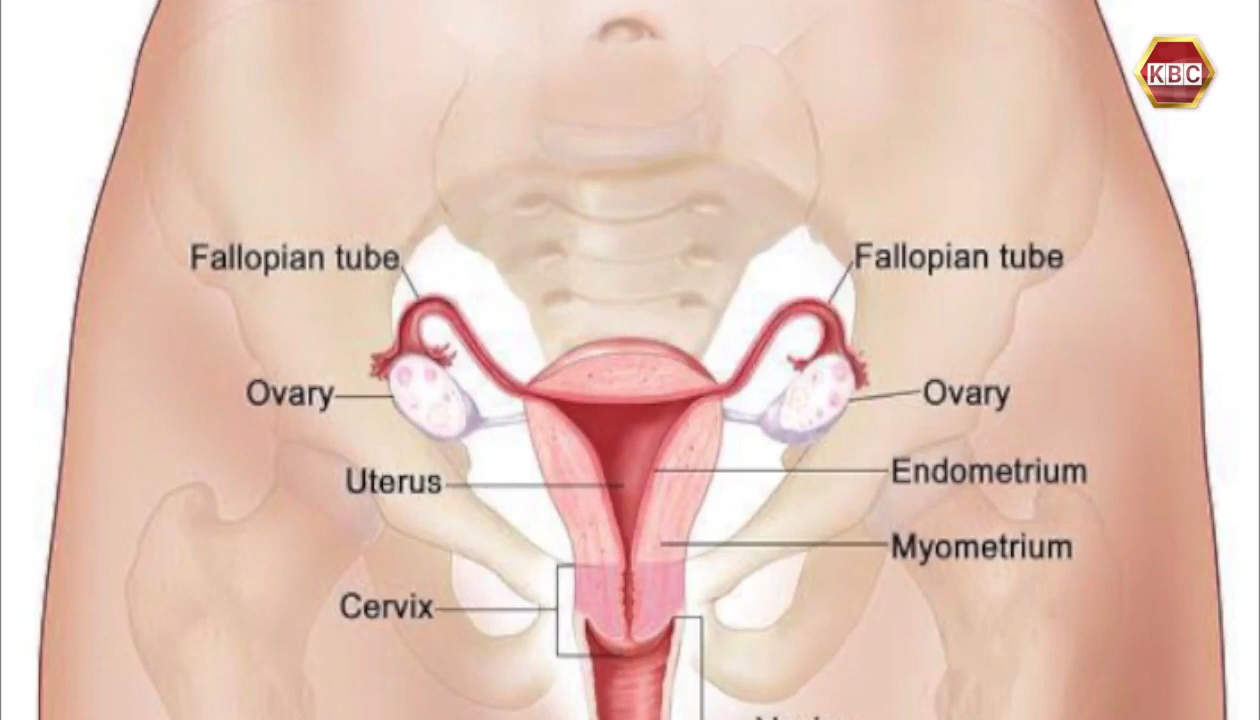 KBC
Fallopian tube
Fallopian tube
Ovary
Ovary
Uterus
Endometrium
Myometrium
Cervix